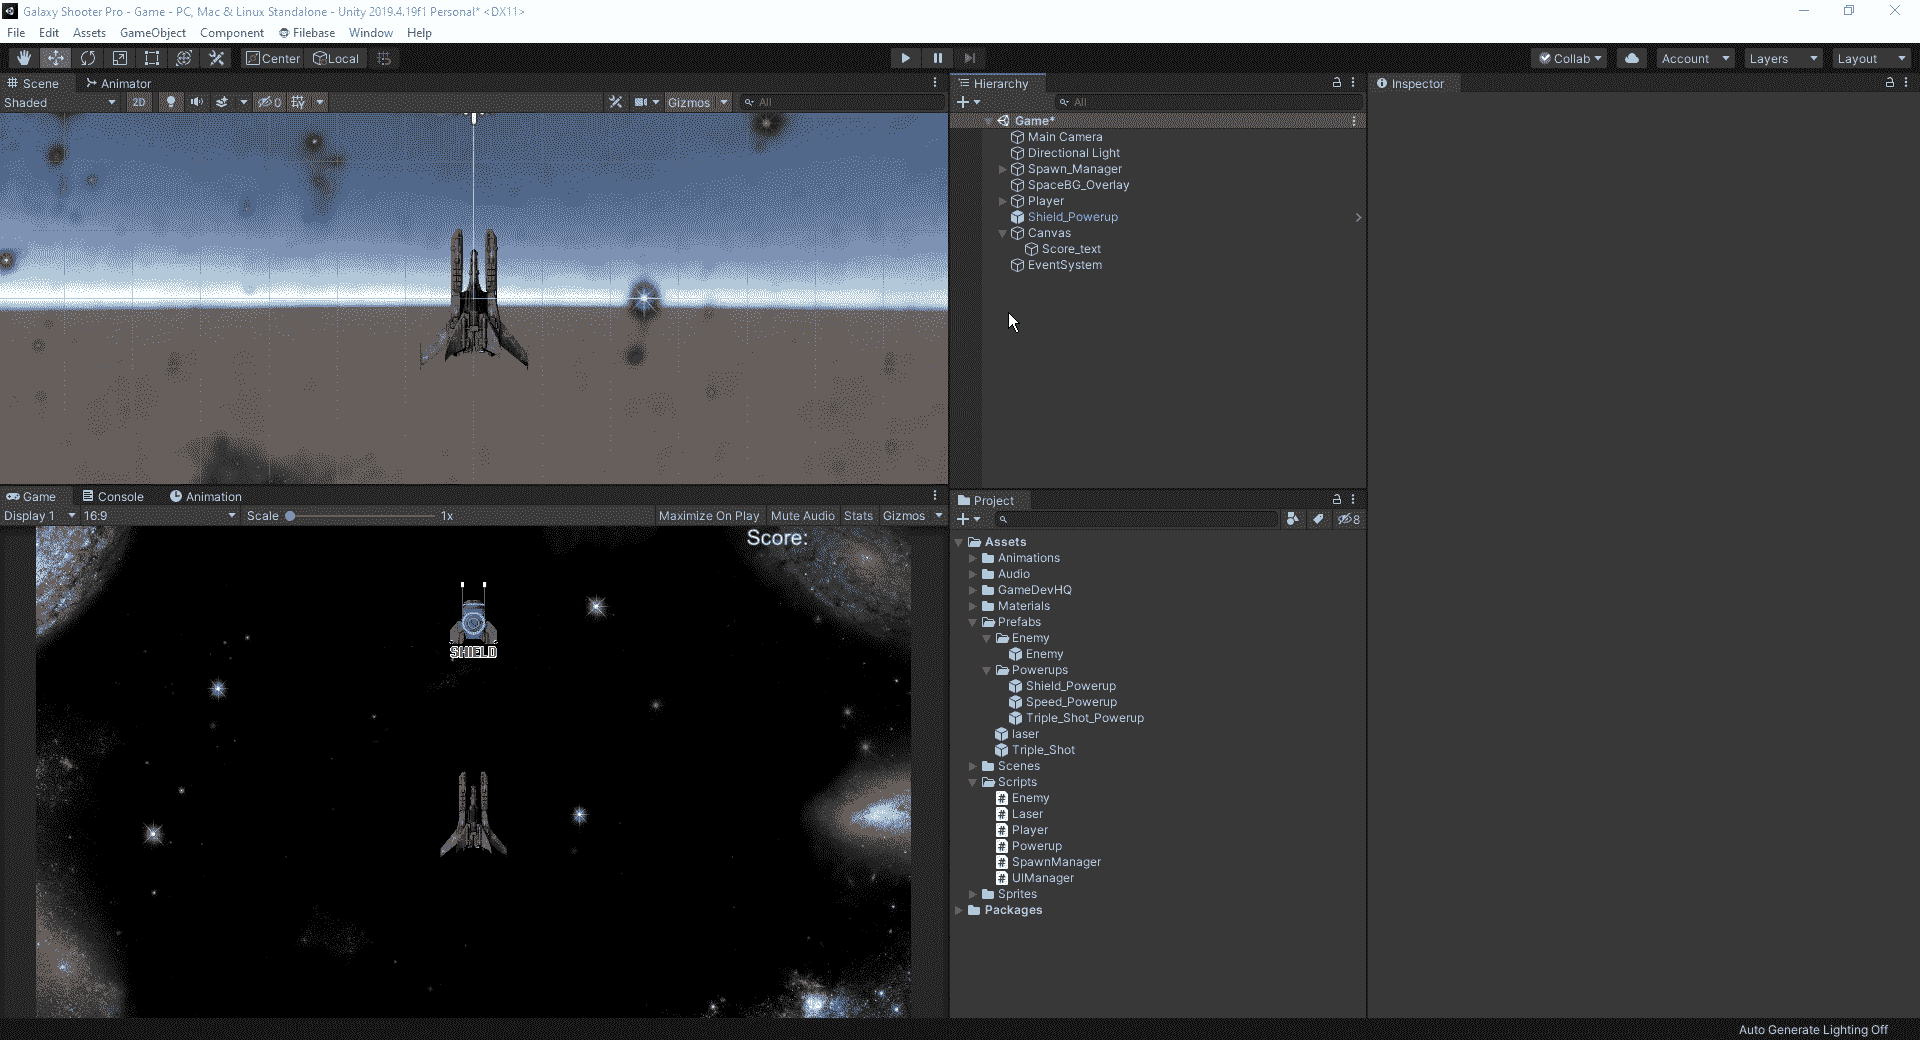 Galaxy Shooter Pro - Game - PC, Mac & Linux Standalone - Unity 2019.4.19f1 Personal* <DX11>
File Edit Assets GameObject Component Filebase Window Help
Center Local Collab Account Layers Layout
Scene Animator
Shaded 2D 0 Gizmos All
Hierarchy
All
Game*
Main Camera
Directional Light
Spawn_Manager
SpaceBG_Overlay
Player
Shield_Powerup
Canvas
Score_text
EventSystem
Inspector
Game Console Animation
Display 1 16:9 Scale 1x Maximize On Play Mute Audio Stats Gizmos
Score:
SHIELD
Project
8
Assets
Animations
Audio
GameDevHQ
Materials
Prefabs
Enemy
Enemy
Powerups
Shield_Powerup
Speed_Powerup
Triple_Shot_Powerup
laser
Triple_Shot
Scenes
Scripts
# Enemy
# Laser
# Player
# Powerup
# SpawnManager
# UIManager
Sprites
Packages
Auto Generate Lighting Off